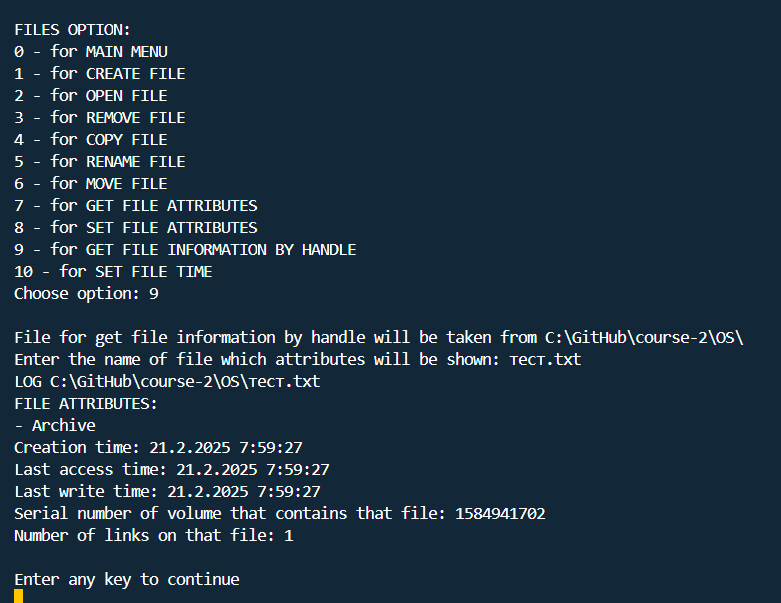 FILES OPTION:
0 - for MAIN MENU
1 - for CREATE FILE
2 - for OPEN FILE
3 - for REMOVE FILE
4 - for COPY FILE
5 - for RENAME FILE
6 - for MOVE FILE
7 - for GET FILE ATTRIBUTES
8 - for SET FILE ATTRIBUTES
9 - for GET FILE INFORMATION BY HANDLE
10 - for SET FILE TIME
Choose option: 9
File for get file information by handle will be taken from C:\GitHub\course-2\OS\
Enter the name of file which attributes will be shown: тест.txt
LOG C:\GitHub\course-2\OS\тест.txt
FILE ATTRIBUTES:
- Archive
Creation time: 21.2.2025 7:59:27
Last access time: 21.2.2025 7:59:27
Last write time: 21.2.2025 7:59:27
Serial number of volume that contains that file: 1584941702
Number of links on that file: 1
Enter any key to continue